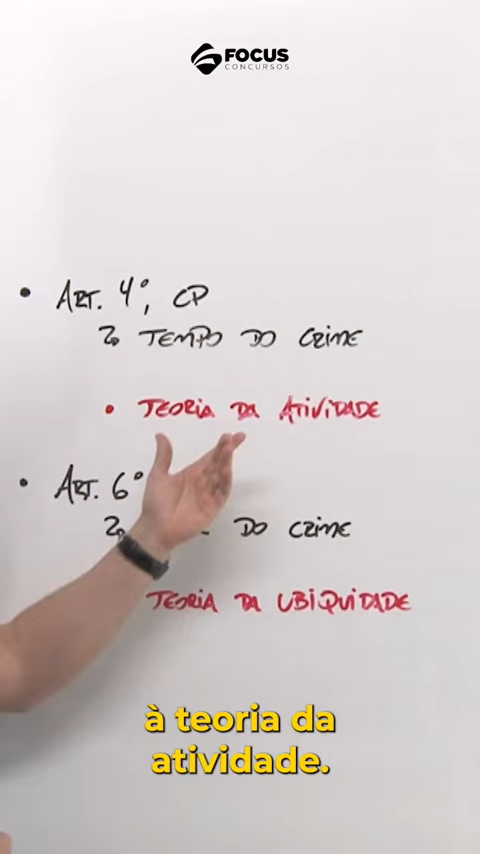 FOCUS
CONCURSOS
• ART. 4º, CP
TEMPO DO CRIME
• TEORIA DA ATIVIDADE
• ART. 6º
DO CRIME
TEORIA DA UBIQUIDADE
à teoria da
atividade.